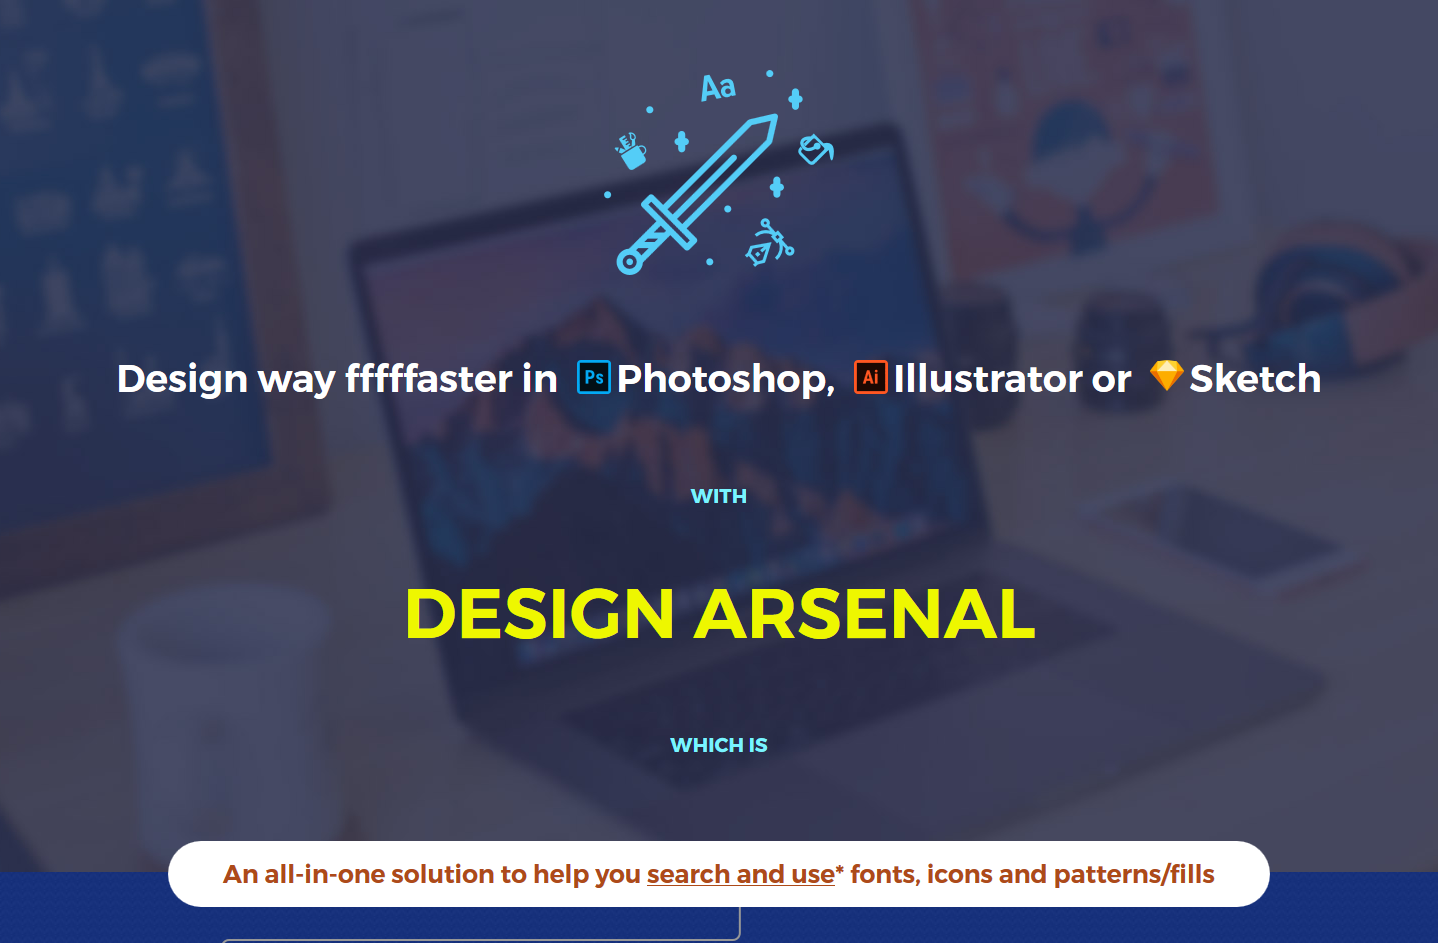 Aa
Design way fffffaster in Ps Photoshop, Ai Illustrator or Sketch
WITH
DESIGN ARSENAL
WHICH IS
An all-in-one solution to help you search and use* fonts, icons and patterns/fills